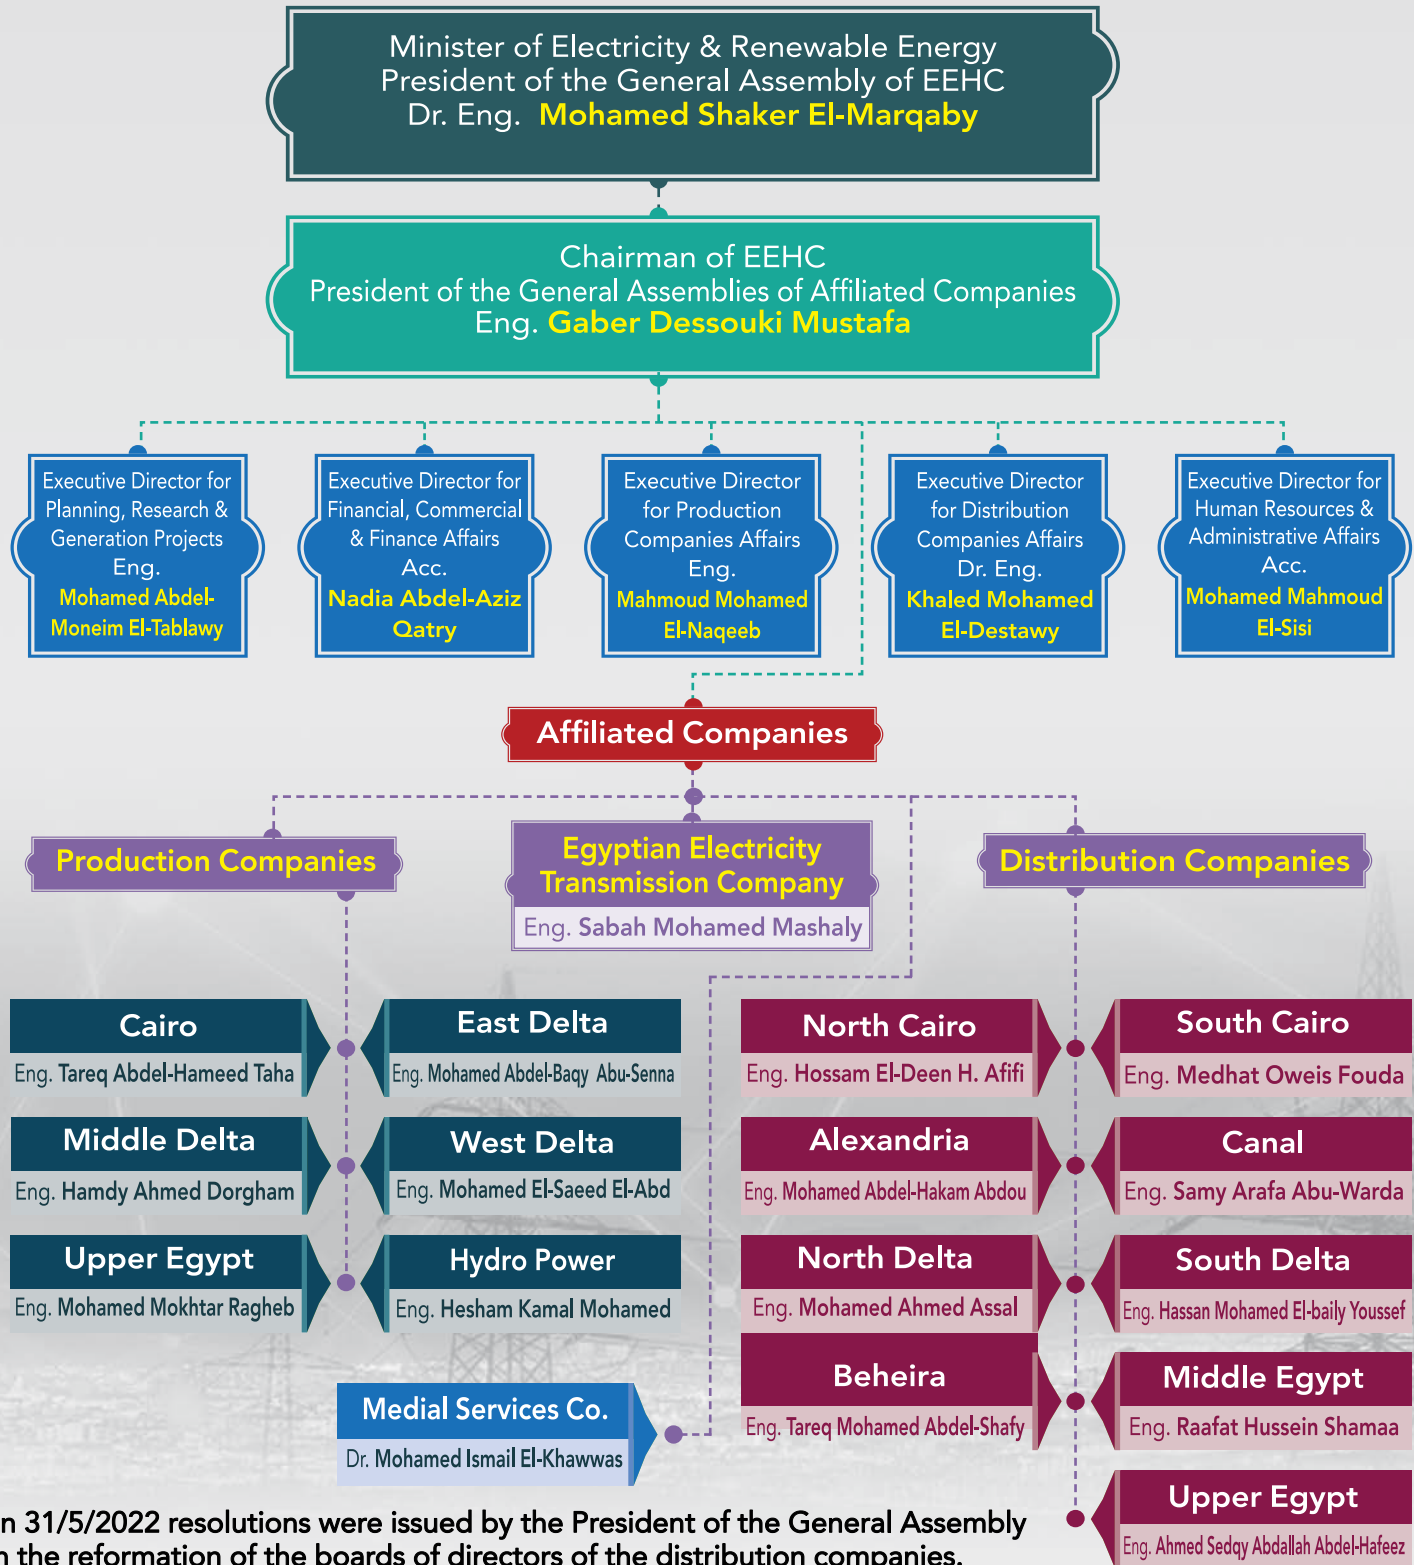 Minister of Electricity & Renewable Energy
President of the General Assembly of EEHC
Dr. Eng. Mohamed Shaker El-Marqaby
Chairman of EEHC
President of the General Assemblies of Affiliated Companies
Eng. Gaber Dessouki Mustafa
Executive Director for
Planning, Research &
Generation Projects
Eng.
Mohamed Abdel-
Moneim El-Tablawy
Executive Director for
Financial, Commercial
& Finance Affairs
Acc.
Nadia Abdel-Aziz
Qatry
Executive Director
for Production
Companies Affairs
Eng.
Mahmoud Mohamed
El-Naqeeb
Executive Director
for Distribution
Companies Affairs
Dr. Eng.
Khaled Mohamed
El-Destawy
Executive Director for
Human Resources &
Administrative Affairs
Acc.
Mohamed Mahmoud
El-Sisi
Affiliated Companies
Production Companies
Egyptian Electricity
Transmission Company
Eng. Sabah Mohamed Mashaly
Distribution Companies
Cairo
Eng. Tareq Abdel-Hameed Taha
East Delta
Eng. Mohamed Abdel-Baqy Abu-Senna
Middle Delta
Eng. Hamdy Ahmed Dorgham
West Delta
Eng. Mohamed El-Saeed El-Abd
Upper Egypt
Eng. Mohamed Mokhtar Ragheb
Hydro Power
Eng. Hesham Kamal Mohamed
Medial Services Co.
Dr. Mohamed Ismail El-Khawwas
North Cairo
Eng. Hossam El-Deen H. Afifi
South Cairo
Eng. Medhat Oweis Fouda
Alexandria
Eng. Mohamed Abdel-Hakam Abdou
Canal
Eng. Samy Arafa Abu-Warda
North Delta
Eng. Mohamed Ahmed Assal
South Delta
Eng. Hassan Mohamed El-baily Youssef
Beheira
Eng. Tareq Mohamed Abdel-Shafy
Middle Egypt
Eng. Raafat Hussein Shamaa
Upper Egypt
Eng. Ahmed Sedqy Abdallah Abdel-Hafeez
n 31/5/2022 resolutions were issued by the President of the General Assembly
n the reformation of the boards of directors of the distribution companies.